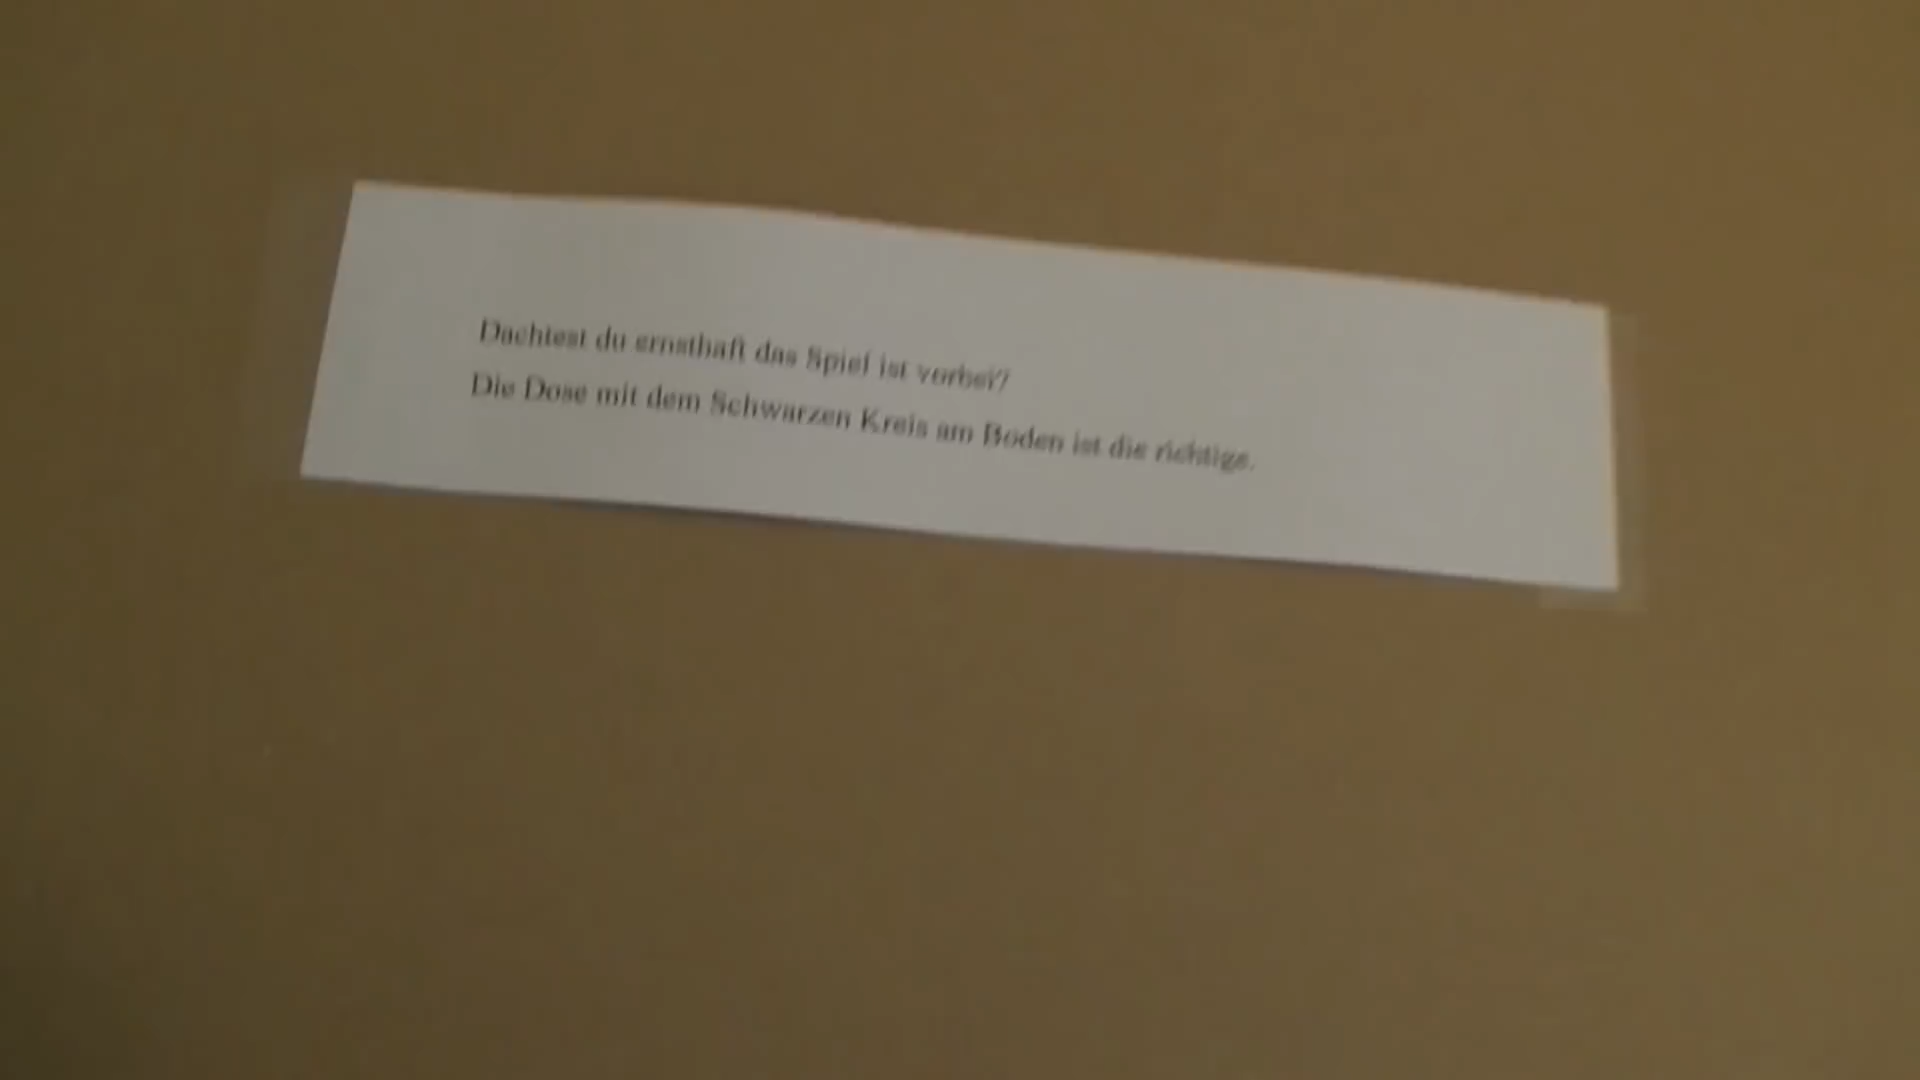 Dachtest du ernsthaft das Spiel ist vorbei?
Die Dose mit dem Schwarzen Kreis am Boden ist die richtige.